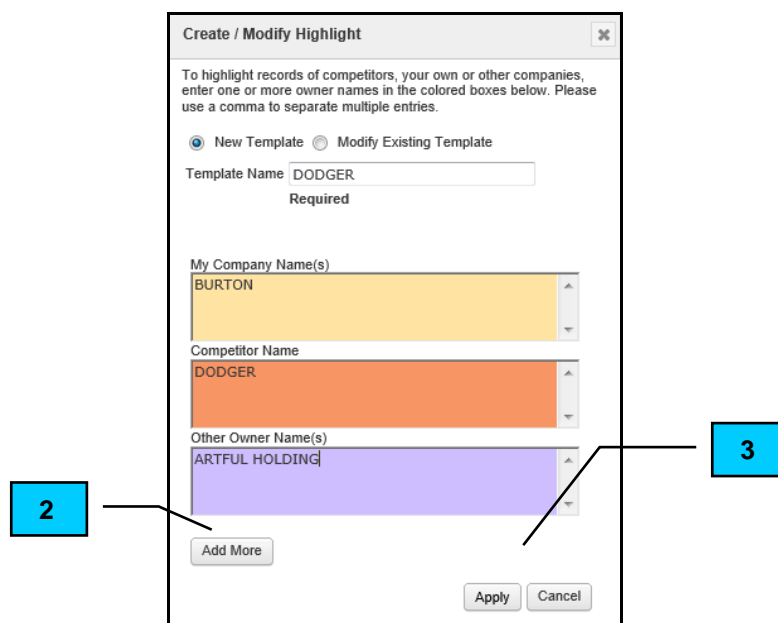 Create / Modify Highlight
To highlight records of competitors, your own or other companies,
enter one or more owner names in the colored boxes below. Please
use a comma to separate multiple entries.
New Template Modify Existing Template
Template Name DODGER
Required
My Company Name(s)
BURTON
Competitor Name
DODGER
Other Owner Name(s)
ARTFUL HOLDING
3
2
Add More
Apply Cancel